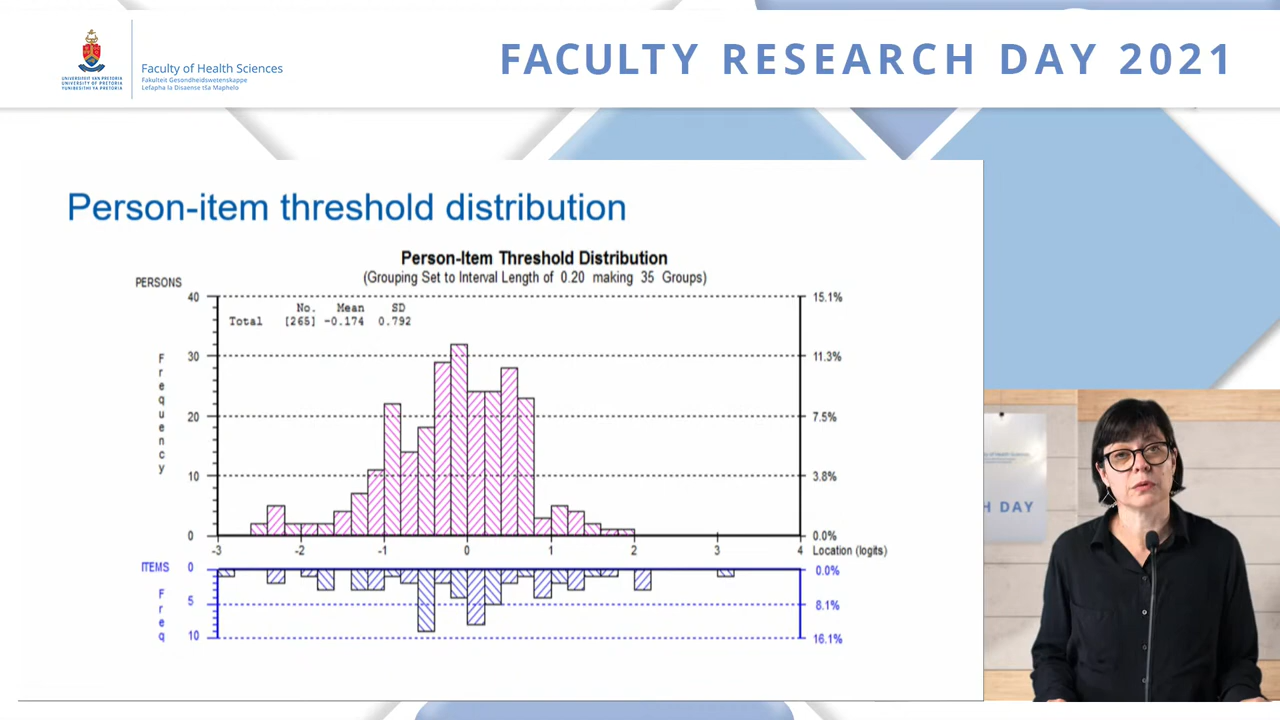 FACULTY RESEARCH DAY 2021
UNIVERSITEIT VAN PRETORIA
UNIVERSITY OF PRETORIA
YUNIBESITHI YA PRETORIA
Faculty of Health Sciences
Fakulteit Gesondheidswetenskappe
Lefapha la Disaense tša Maphelo
Person-item threshold distribution
Person-Item Threshold Distribution
(Grouping Set to Interval Length of 0.20 making 35 Groups)
PERSONS
No. Mean SD
Total [265] -0.174 0.792
40 15.1%
30 11.3%
20 7.5%
10 3.8%
0 0.0%
Frequency
-3 -2 -1 0 1 2 3 4 Location (logits)
ITEMS 0 0.0%
5 8.1%
10 16.1%
Freq
H DAY